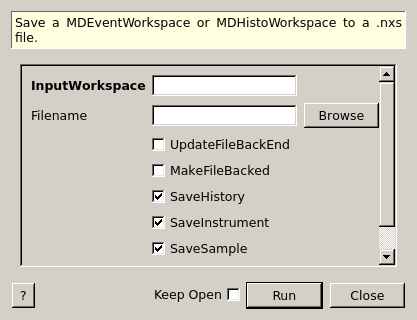 Save a MDEventWorkspace or MDHistoWorkspace to a .nxs
file.
InputWorkspace
Filename
Browse
UpdateFileBackEnd
MakeFileBacked
SaveHistory
SaveInstrument
SaveSample
? Keep Open Run Close